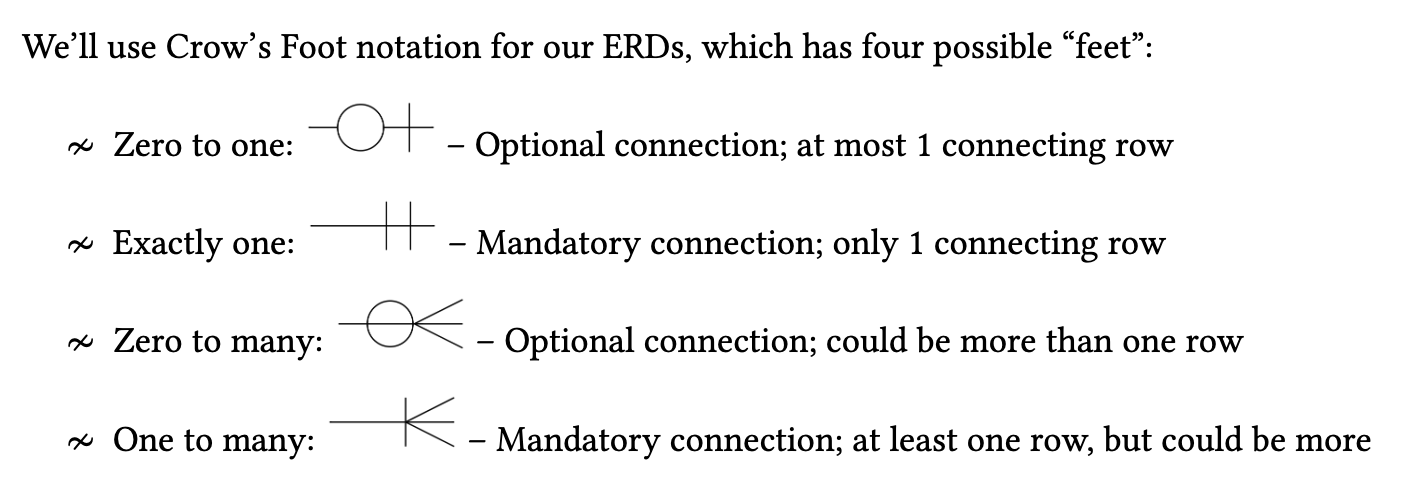 We’ll use Crow’s Foot notation for our ERDs, which has four possible “feet”:
≁ Zero to one: – Optional connection; at most 1 connecting row
≁ Exactly one: – Mandatory connection; only 1 connecting row
≁ Zero to many: – Optional connection; could be more than one row
≁ One to many: – Mandatory connection; at least one row, but could be more